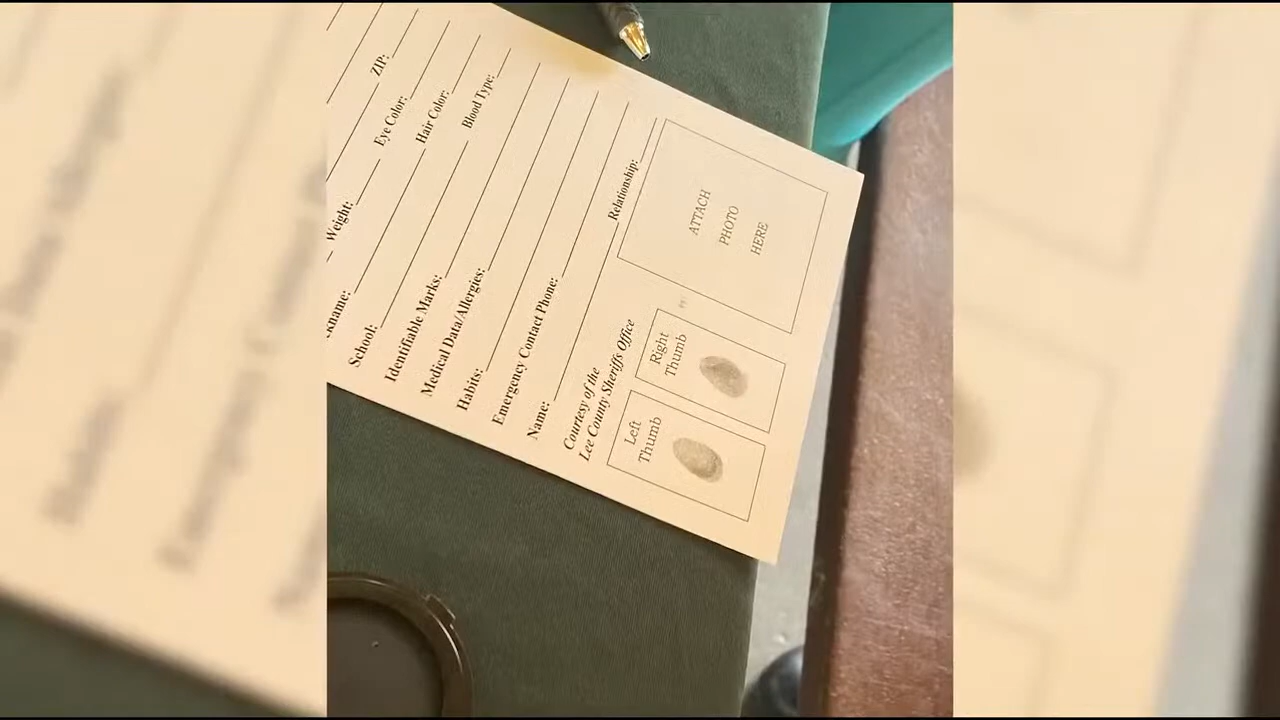 ZIP:
Weight: Eye Color: Hair Color:
School: Blood Type:
Identifiable Marks:
Medical Data/Allergies:
Habits:
Emergency Contact Phone:
Name: Relationship:
Courtesy of the
Lee County Sheriffs Office
Left
Thumb
Right
Thumb
ATTACH
PHOTO
HERE